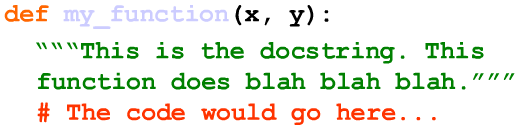 def my_function(x, y):
“““This is the docstring. This
function does blah blah blah.”””
# The code would go here...